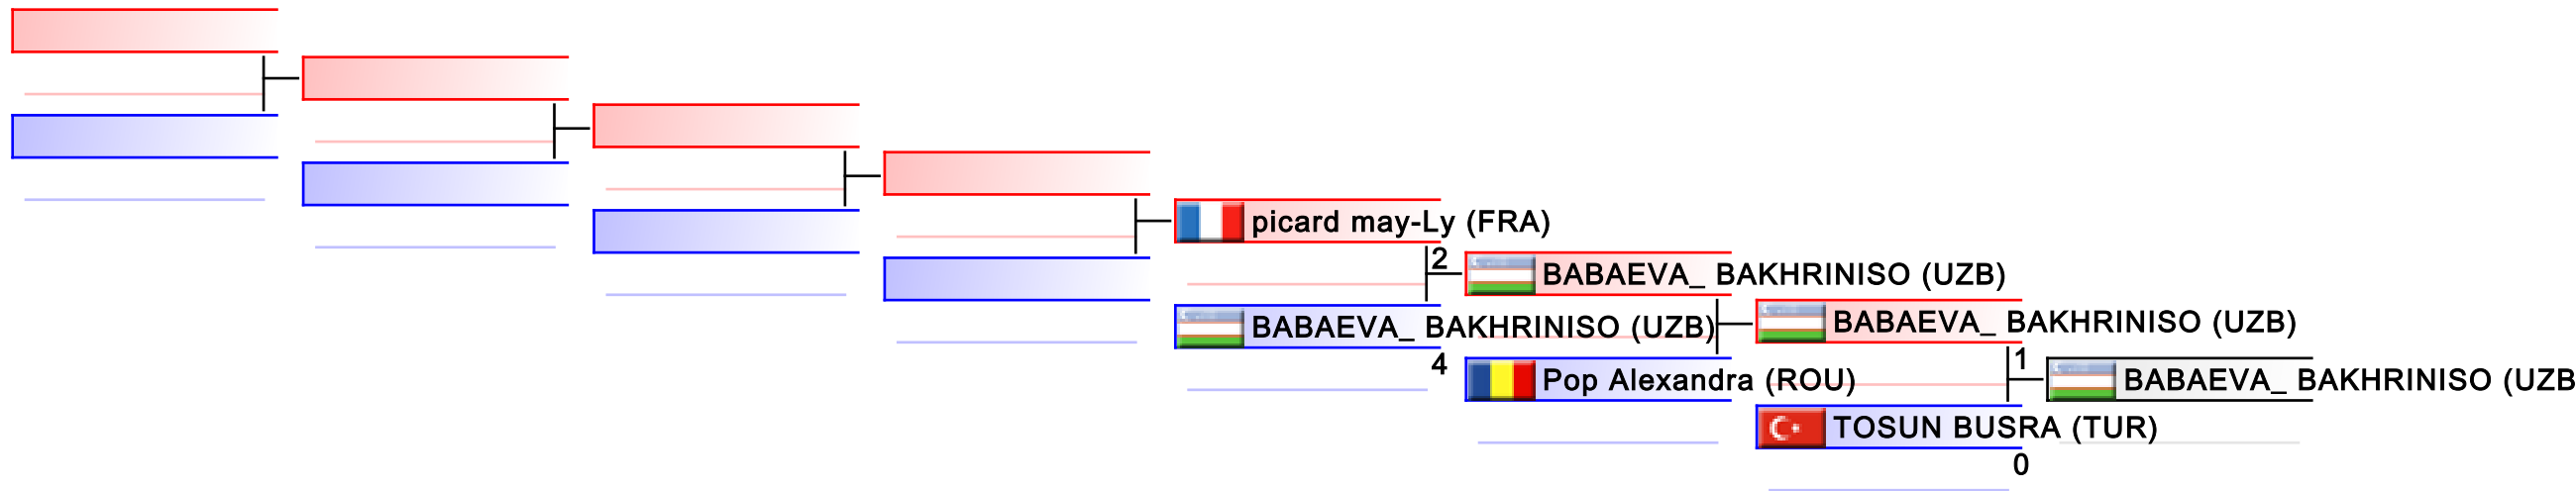 picard may-Ly (FRA)
2
BABAEVA_ BAKHRINISO (UZB)
BABAEVA_ BAKHRINISO (UZB)
4
BABAEVA_ BAKHRINISO (UZB)
Pop Alexandra (ROU)
1
BABAEVA_ BAKHRINISO (UZB
TOSUN BUSRA (TUR)
0